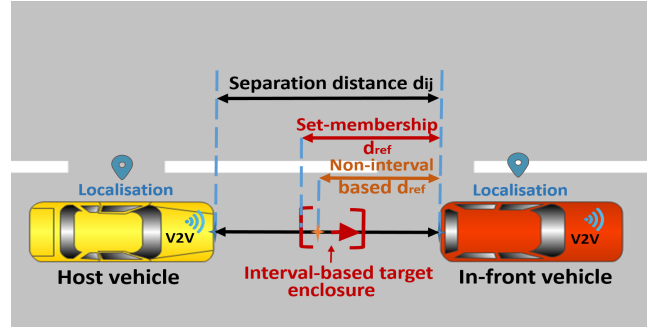 Separation distance dij
Set-membership
dref
Non-interval
based dref
Localisation
Localisation
V2V
V2V
Host vehicle
Interval-based target
enclosure
In-front vehicle